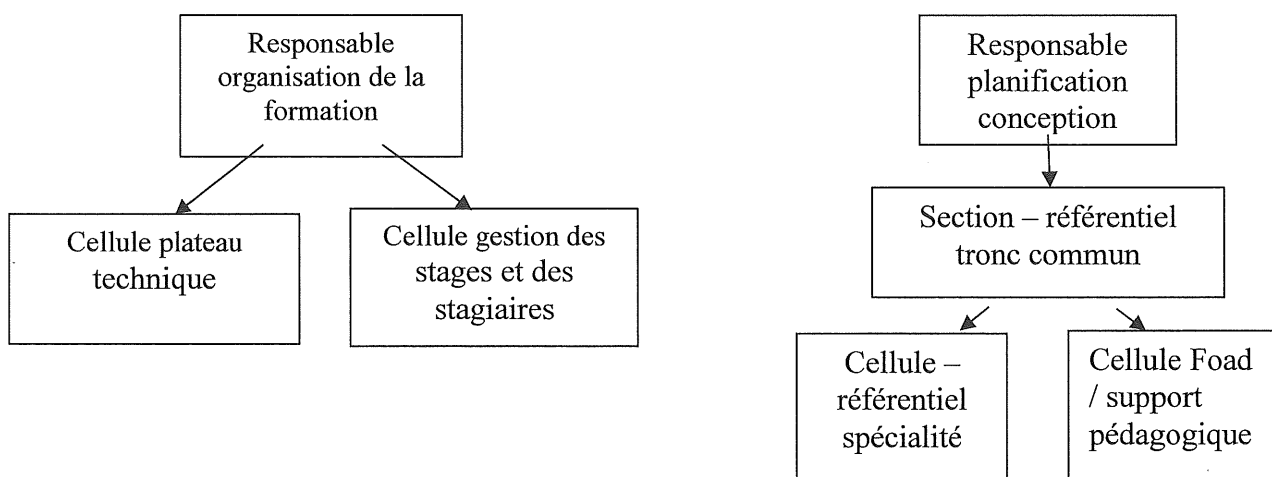 Responsable
organisation de la
formation
Cellule plateau
technique
Cellule gestion des
stages et des
stagiaires
Responsable
planification
conception
Section – référentiel
tronc commun
Cellule –
référentiel
spécialité
Cellule Foad
/ support
pédagogique